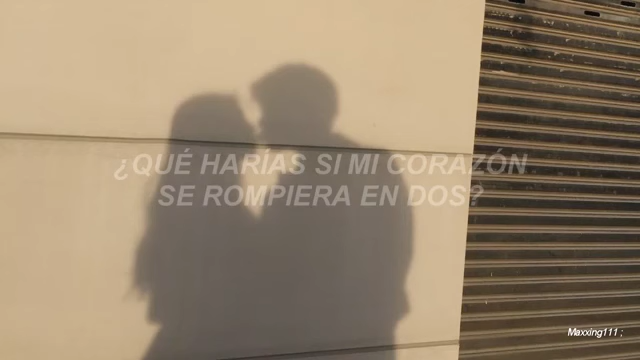 ¿QUÉ HARÍAS SI MI CORAZÓN
SE ROMPIERA EN DOS?
Maxxing111 ;